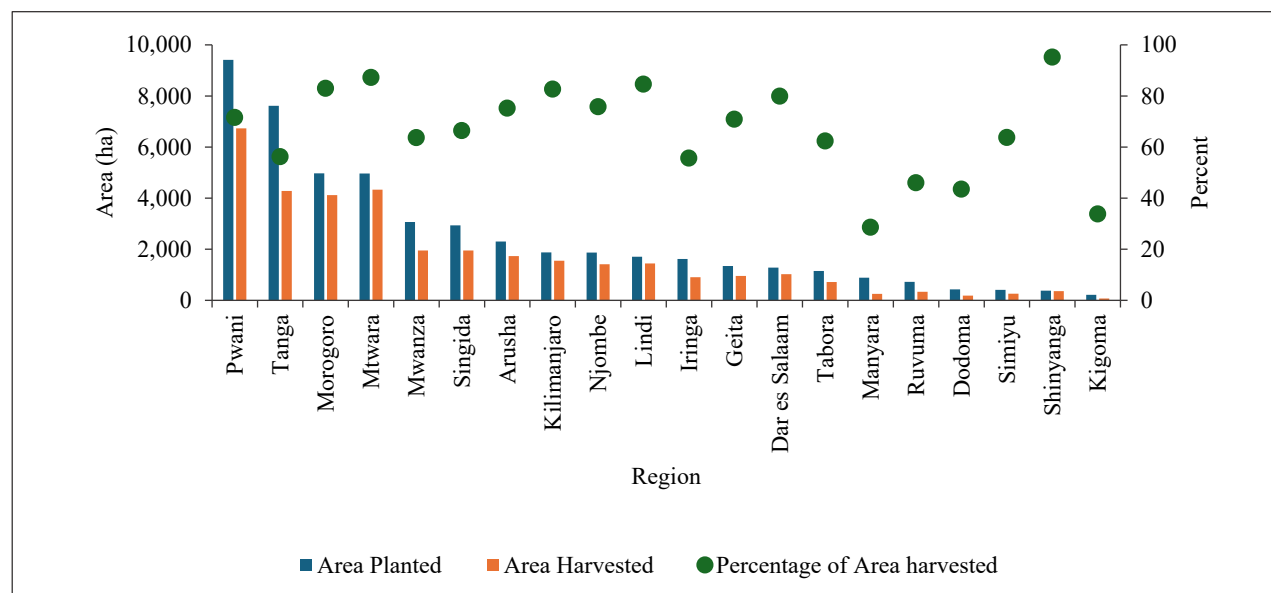 10,000
8,000
6,000
4,000
2,000
0
Area (ha)
100
80
60
40
20
0
Percent
Pwani
Tanga
Morogoro
Mtwara
Mwanza
Singida
Arusha
Kilimanjaro
Njombe
Lindi
Iringa
Geita
Dar es Salaam
Tabora
Manyara
Ruvuma
Dodoma
Simiyu
Shinyanga
Kigoma
Region
Area Planted Area Harvested Percentage of Area harvested